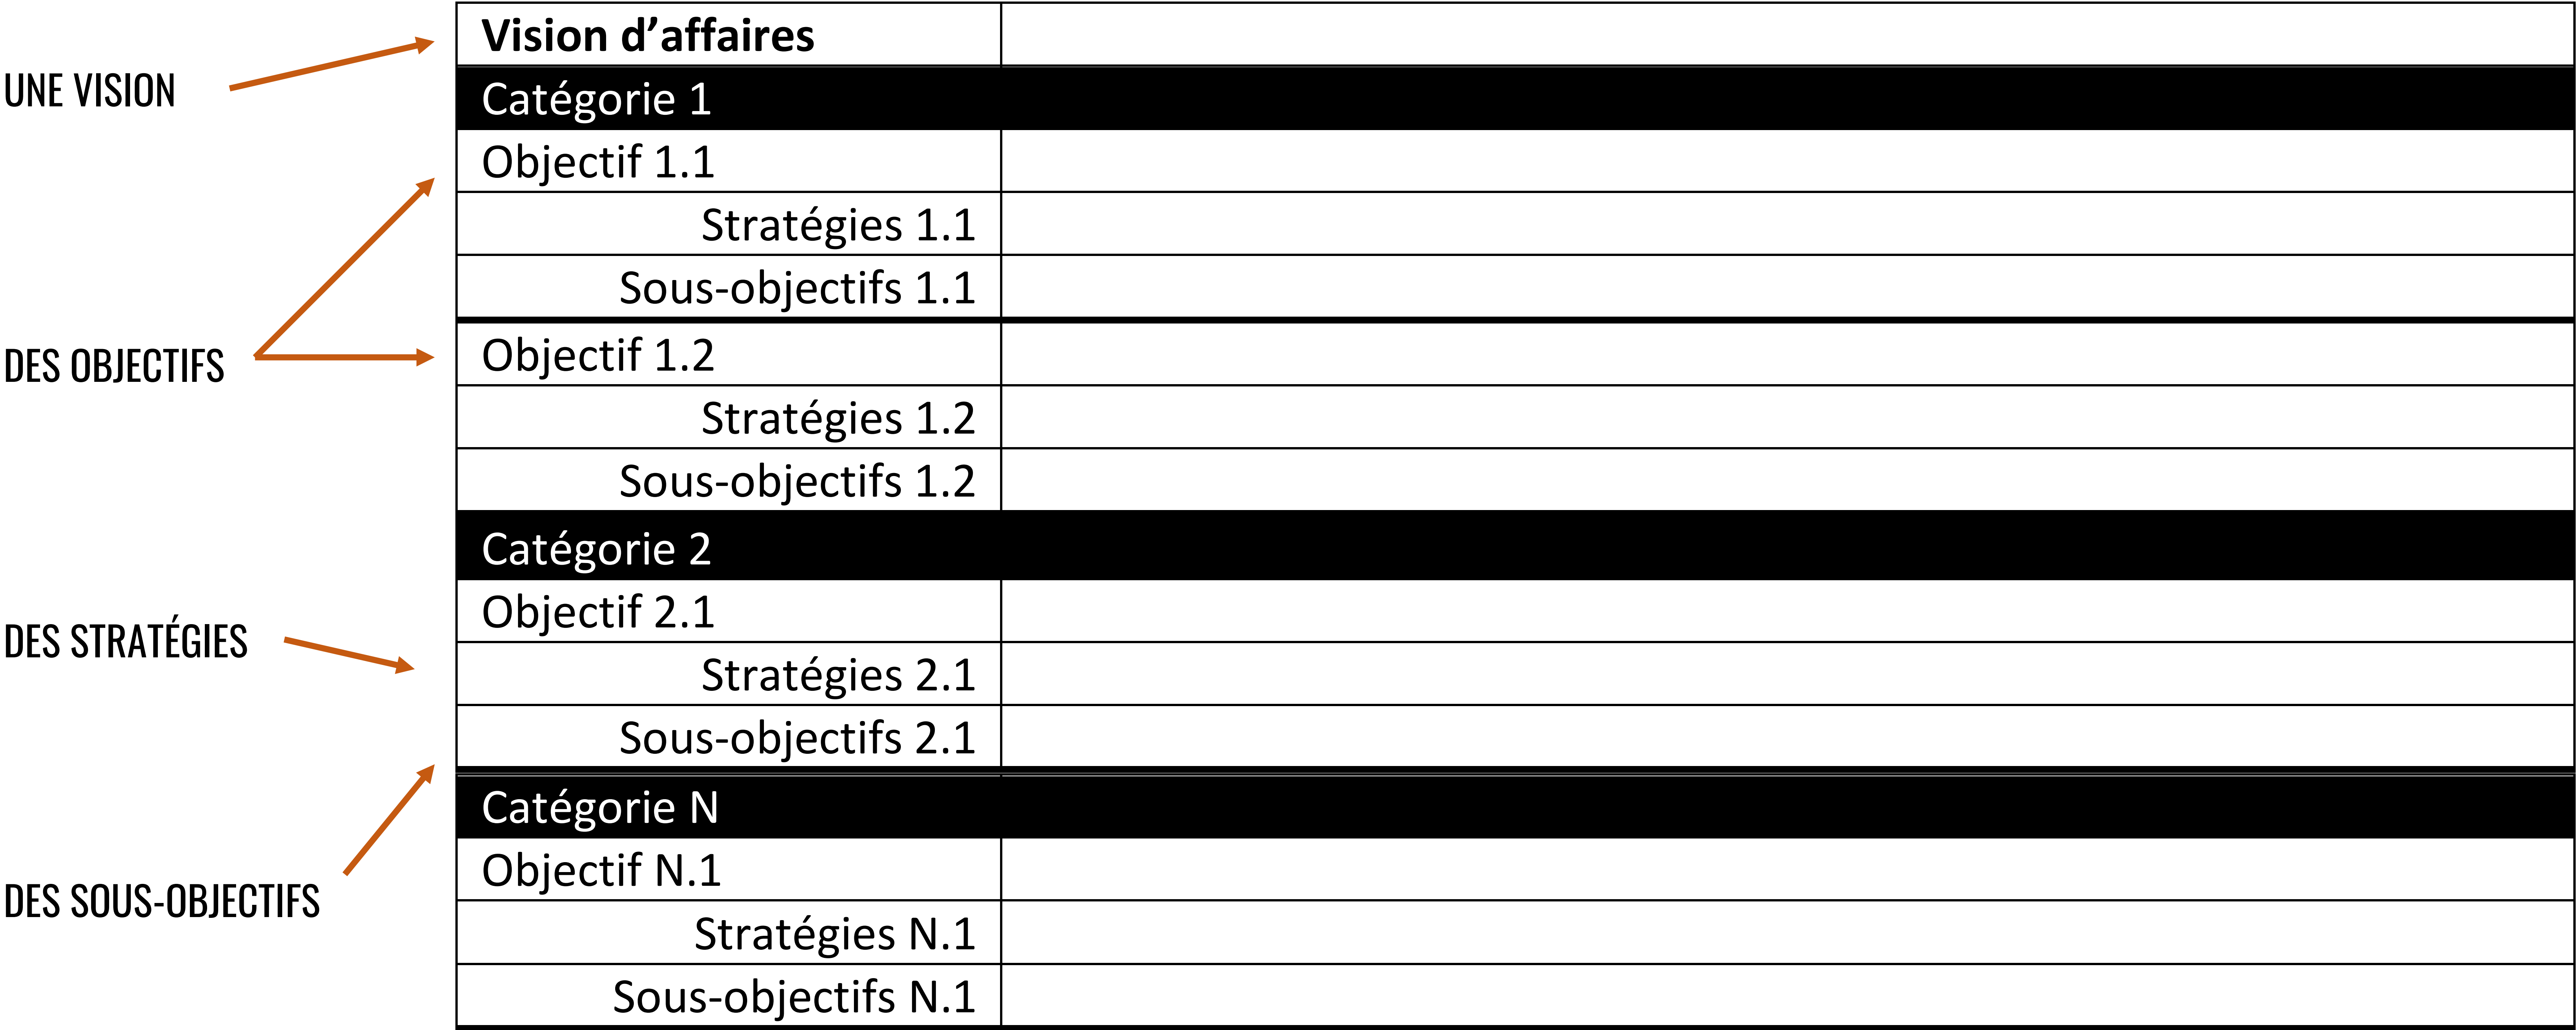 UNE VISION
DES OBJECTIFS
DES STRATÉGIES
DES SOUS-OBJECTIFS
Vision d’affaires
Catégorie 1
Objectif 1.1
Stratégies 1.1
Sous-objectifs 1.1
Objectif 1.2
Stratégies 1.2
Sous-objectifs 1.2
Catégorie 2
Objectif 2.1
Stratégies 2.1
Sous-objectifs 2.1
Catégorie N
Objectif N.1
Stratégies N.1
Sous-objectifs N.1